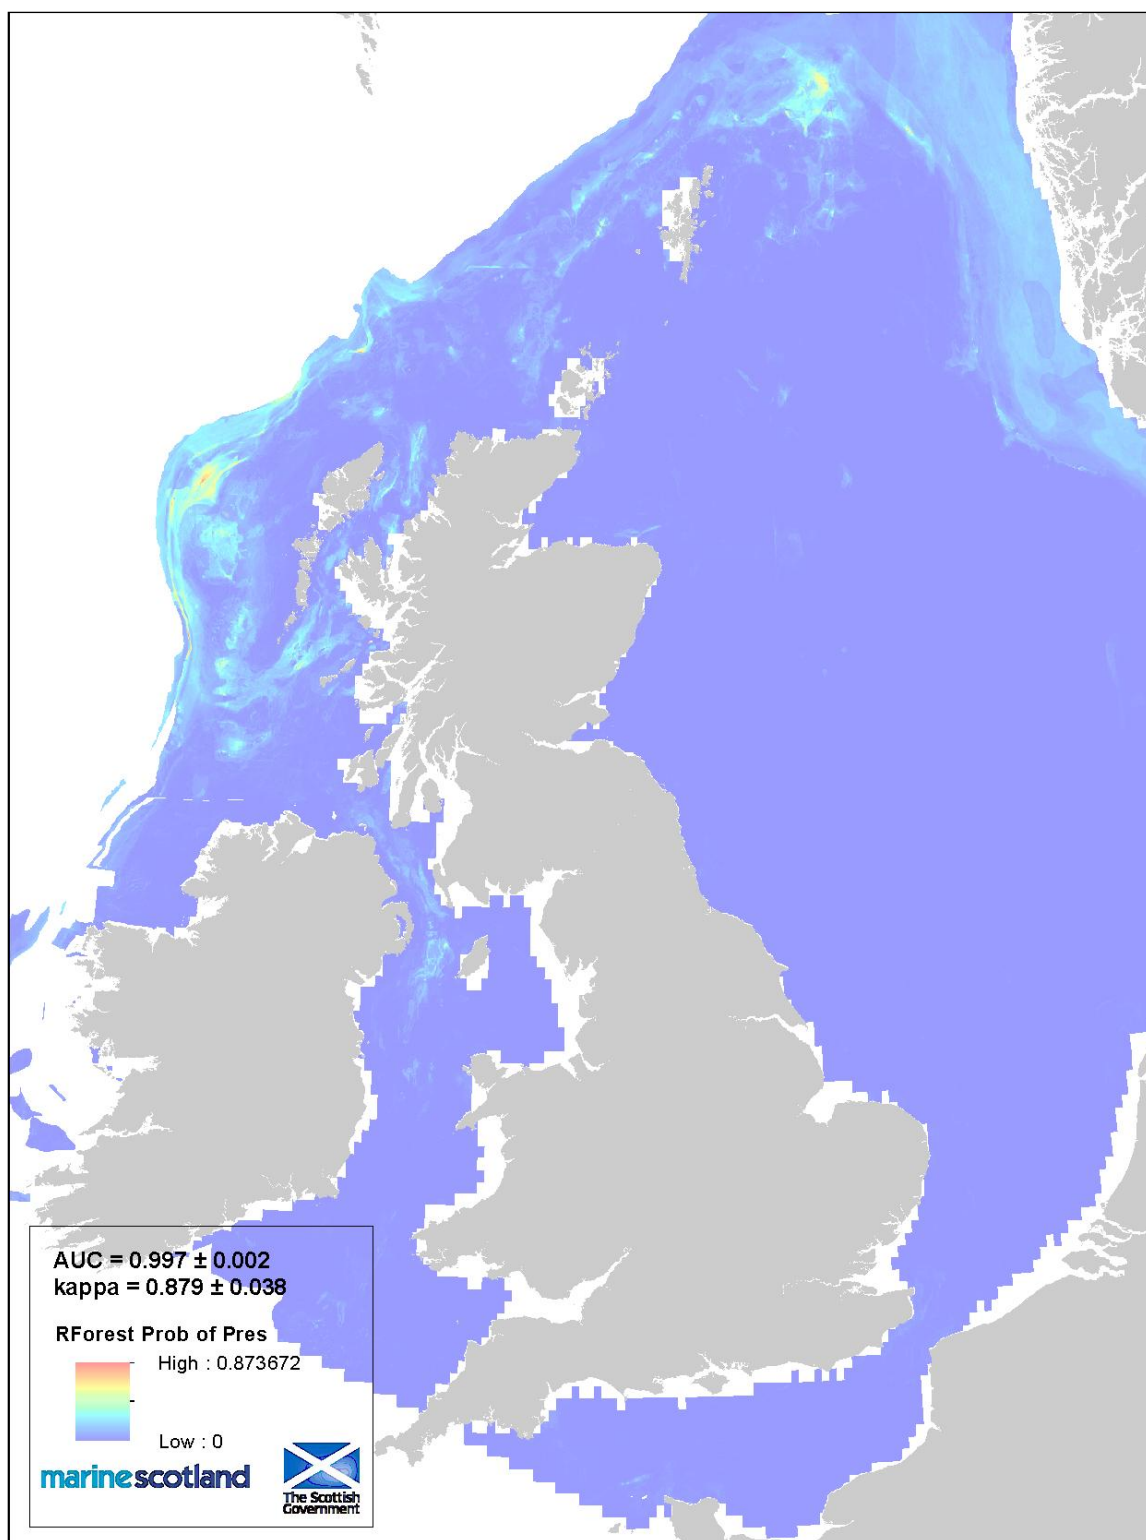 AUC = 0.997 ± 0.002
kappa = 0.879 ± 0.038
RForest Prob of Pres
High : 0.873672
Low : 0
marinescotland
The Scottish
Government